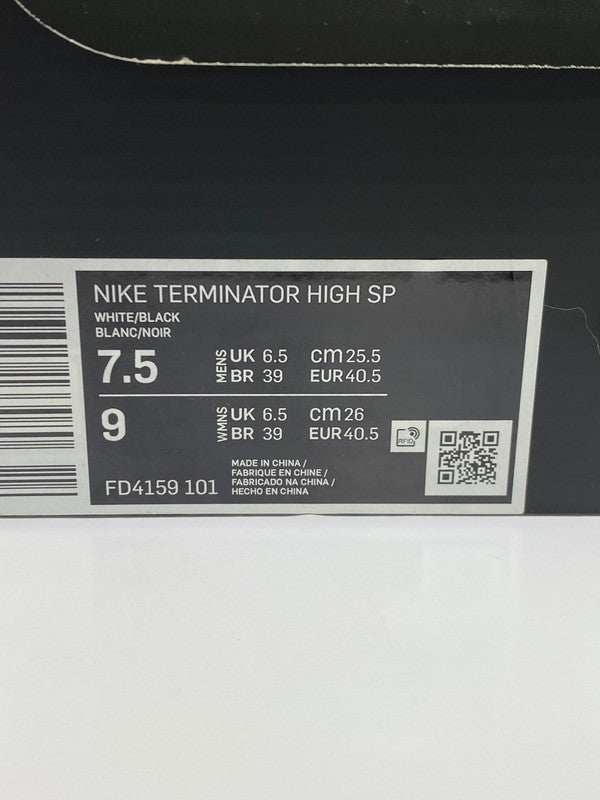 NIKE TERMINATOR HIGH SP
WHITE/BLACK
BLANC/NOIR
7.5 MENS UK 6.5 cm 25.5
BR 39 EUR 40.5
9 WMNS UK 6.5 cm 26
BR 39 EUR 40.5
RFID
FD4159 101
MADE IN CHINA /
FABRIQUE EN CHINE /
FABRICADO NA CHINA /
HECHO EN CHINA